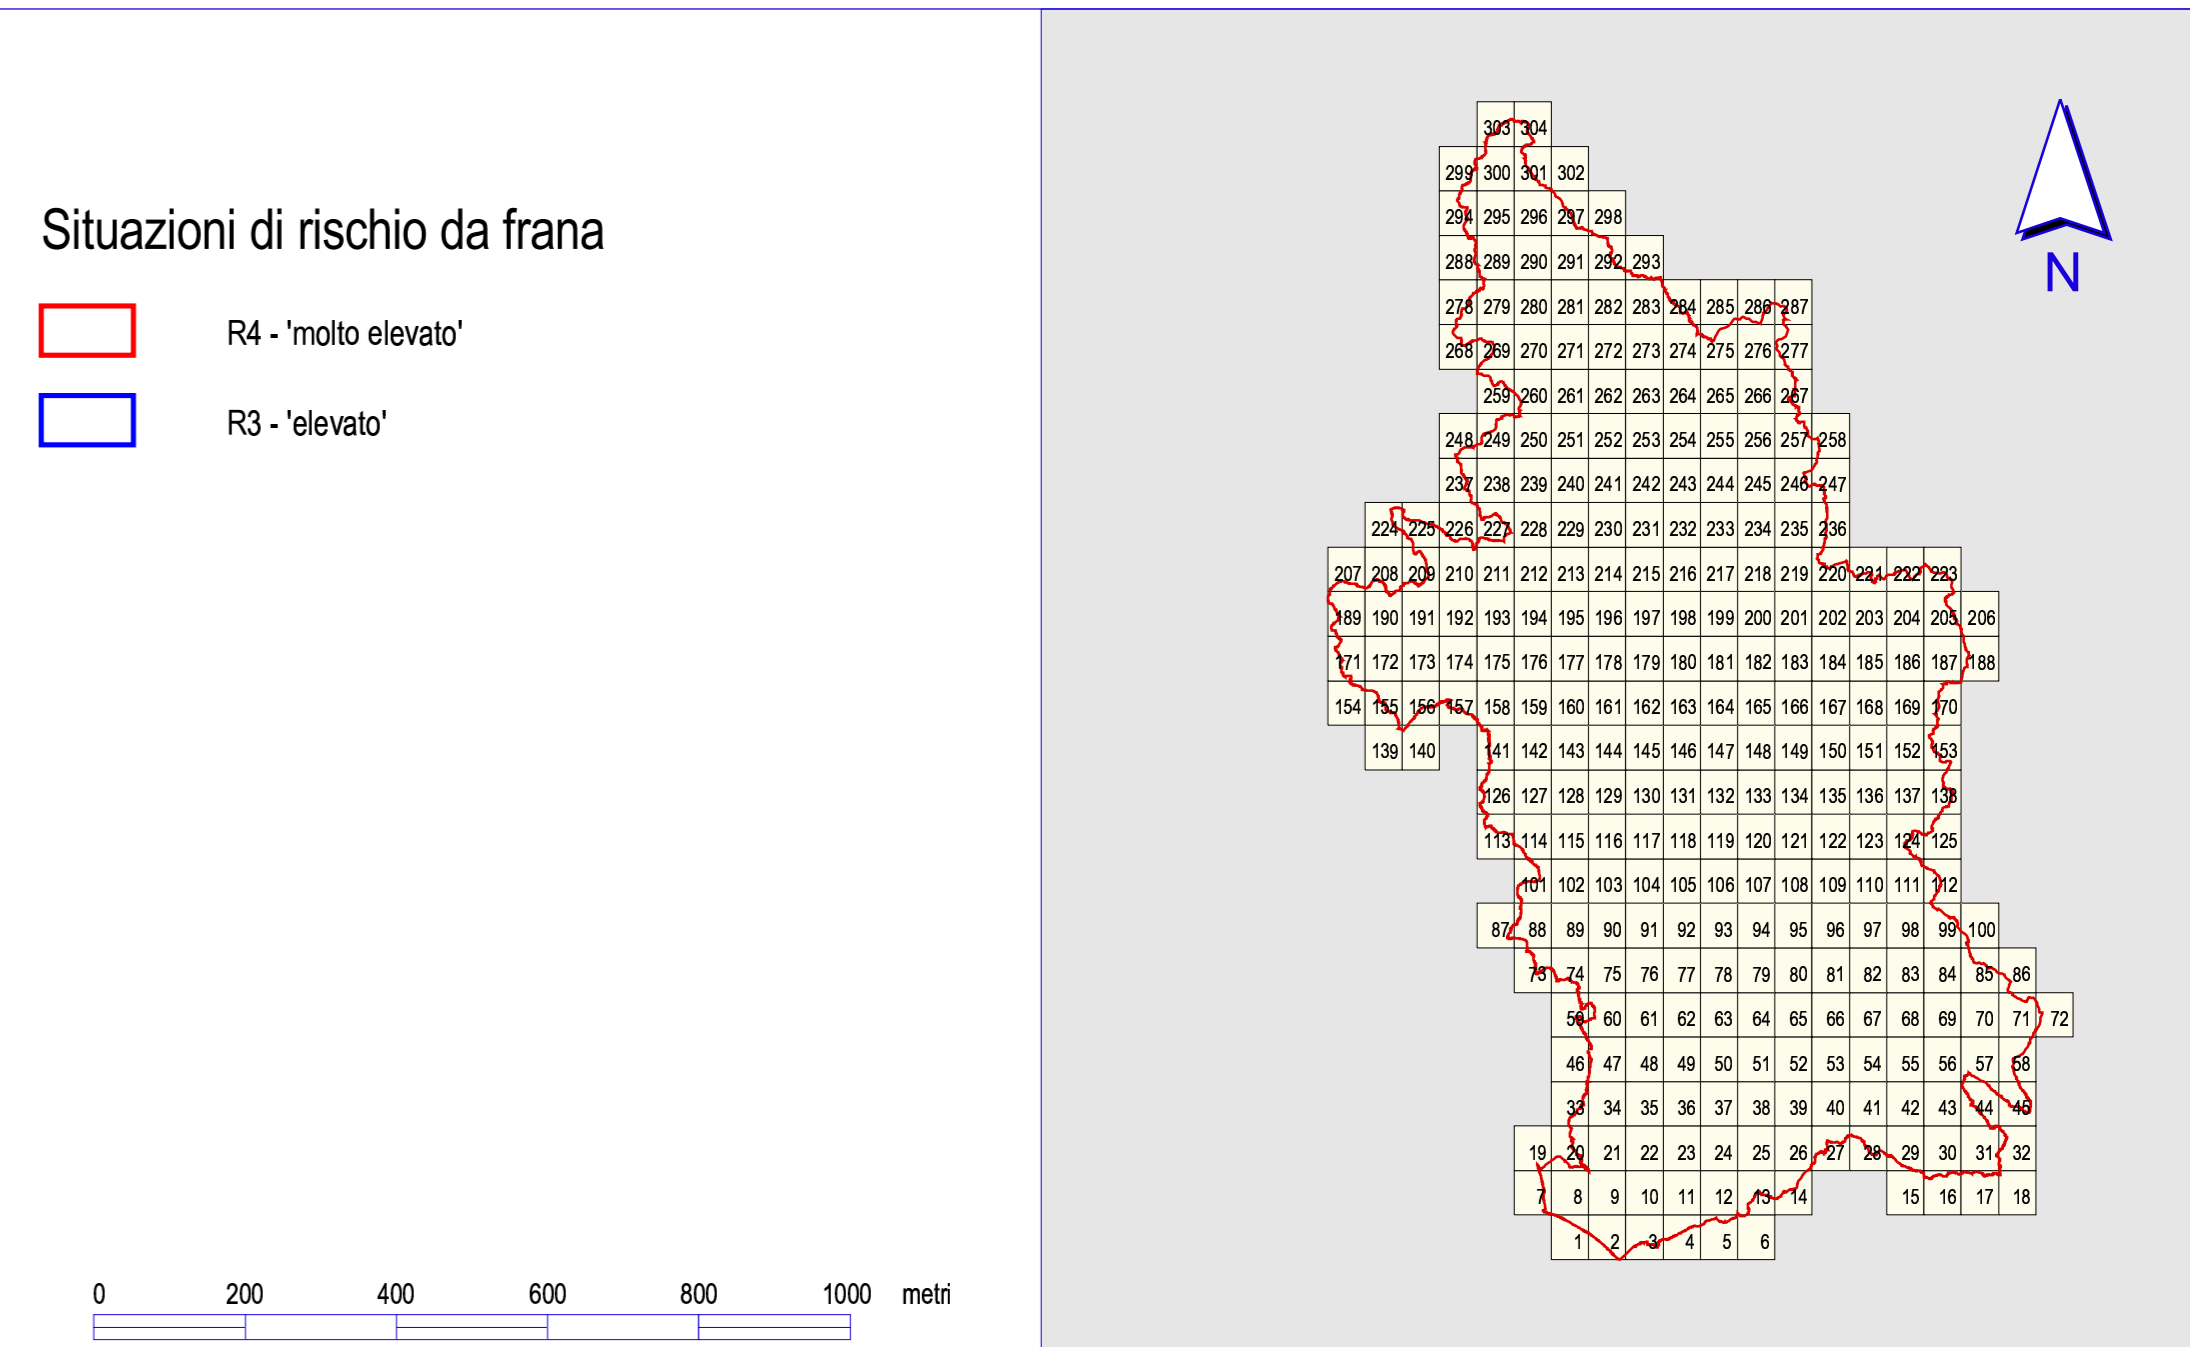 Situazioni di rischio da frana
R4 - 'molto elevato'
R3 - 'elevato'
0 200 400 600 800 1000 metri
N
303 304
299 300 301 302
294 295 296 297 298
288 289 290 291 292 293
278 279 280 281 282 283 284 285 286 287
268 269 270 271 272 273 274 275 276 277
259 260 261 262 263 264 265 266 267
248 249 250 251 252 253 254 255 256 257 258
237 238 239 240 241 242 243 244 245 246 247
224 225 226 227 228 229 230 231 232 233 234 235 236
207 208 209 210 211 212 213 214 215 216 217 218 219 220 221 222 223
189 190 191 192 193 194 195 196 197 198 199 200 201 202 203 204 205 206
171 172 173 174 175 176 177 178 179 180 181 182 183 184 185 186 187 188
154 155 156 157 158 159 160 161 162 163 164 165 166 167 168 169 170
139 140 141 142 143 144 145 146 147 148 149 150 151 152 153
126 127 128 129 130 131 132 133 134 135 136 137 138
113 114 115 116 117 118 119 120 121 122 123 124 125
101 102 103 104 105 106 107 108 109 110 111 112
87 88 89 90 91 92 93 94 95 96 97 98 99 100
73 74 75 76 77 78 79 80 81 82 83 84 85 86
59 60 61 62 63 64 65 66 67 68 69 70 71 72
46 47 48 49 50 51 52 53 54 55 56 57 58
33 34 35 36 37 38 39 40 41 42 43 44 45
19 20 21 22 23 24 25 26 27 28 29 30 31 32
7 8 9 10 11 12 13 14 15 16 17 18
1 2 3 4 5 6